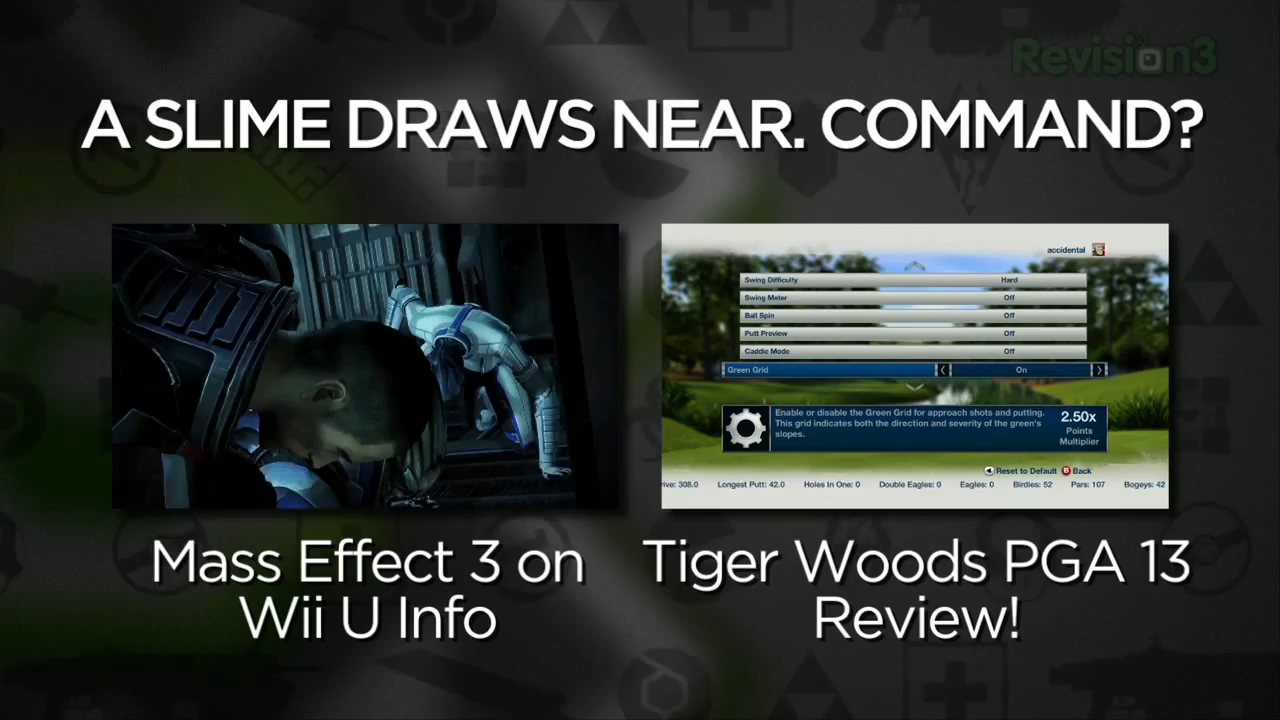 Revision3
A SLIME DRAWS NEAR. COMMAND?
accidental
Swing Difficulty Hard
Swing Meter Off
Ball Spin Off
Putt Preview Off
Caddie Mode Off
Green Grid On
Enable or disable the Green Grid for approach shots and putting.
This grid indicates both the direction and severity of the green's
slopes.
2.50x
Points
Multiplier
Reset to Default B Back
ive: 308.0 Longest Putt: 42.0 Holes In One: 0 Double Eagles: 0 Eagles: 0 Birdies: 52 Pars: 107 Bogeys: 42
Mass Effect 3 on
Wii U Info
Tiger Woods PGA 13
Review!